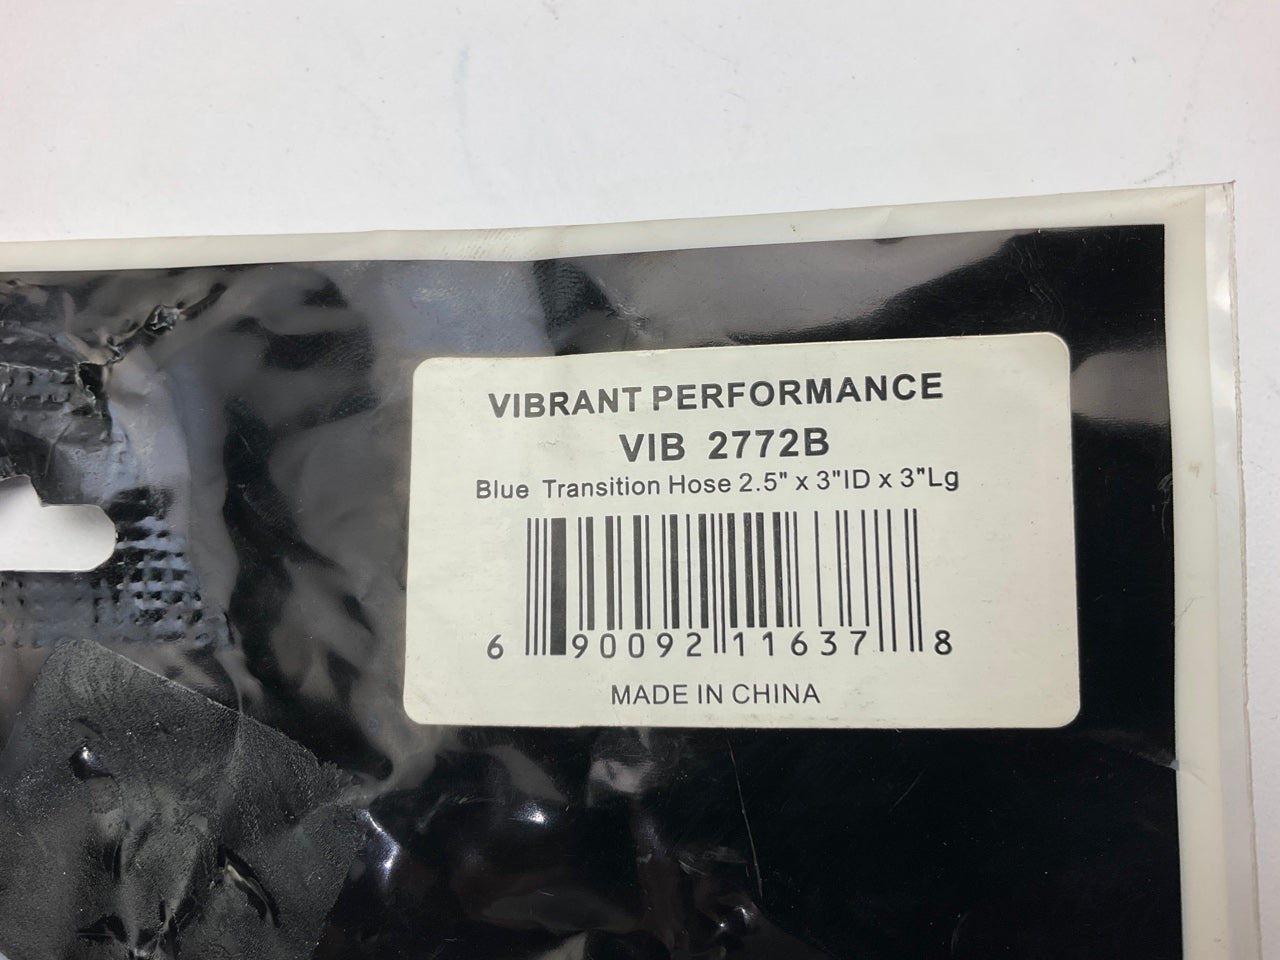 VIBRANT PERFORMANCE
VIB 2772B
Blue Transition Hose 2.5" x 3"ID x 3"Lg
6 90092 11637 8
MADE IN CHINA